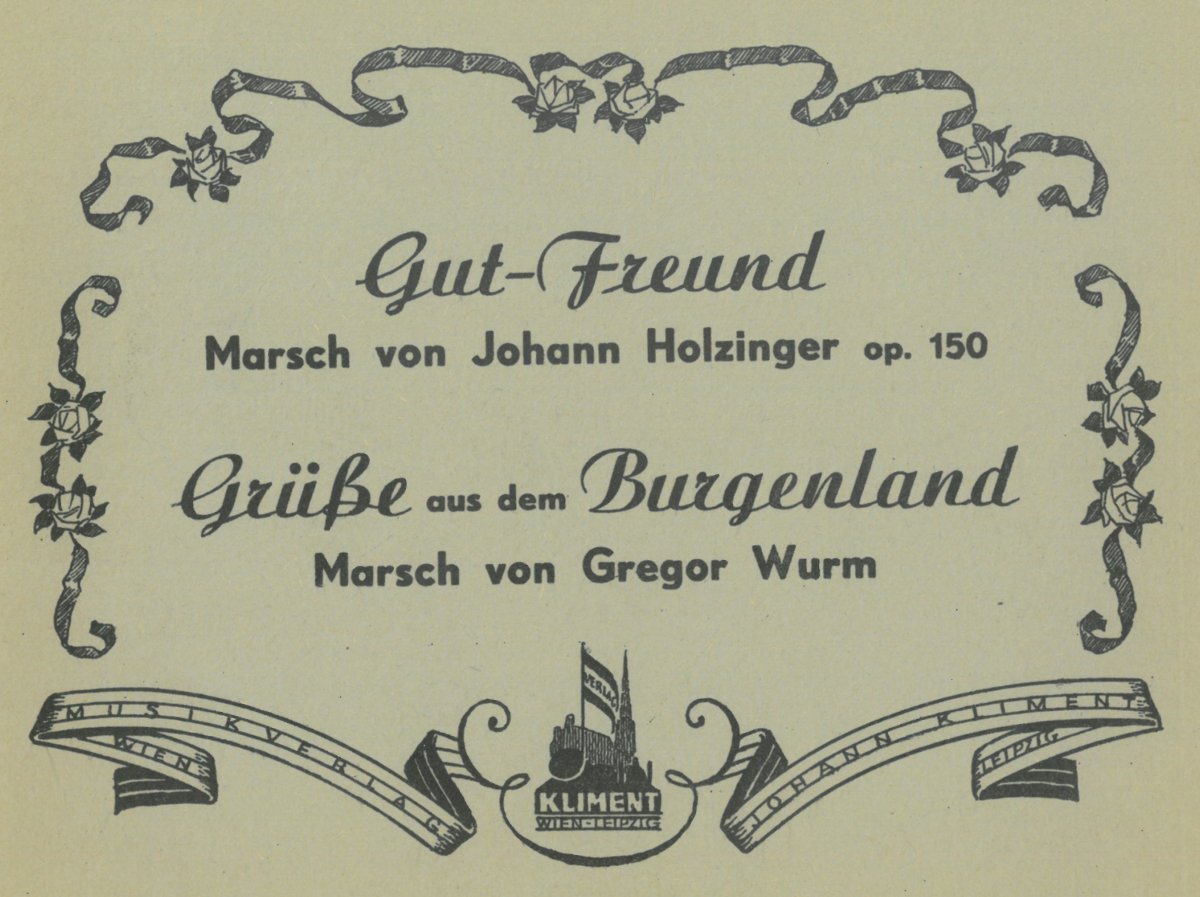 Gut-Freund
Marsch von Johann Holzinger op. 150
Grüße aus dem Burgenland
Marsch von Gregor Wurm
MUSIKVERLAG
WIEN
VERLAG
KLIMENT
WIEN-LEIPZIG
JOHANN KLIMENT
LEIPZIG